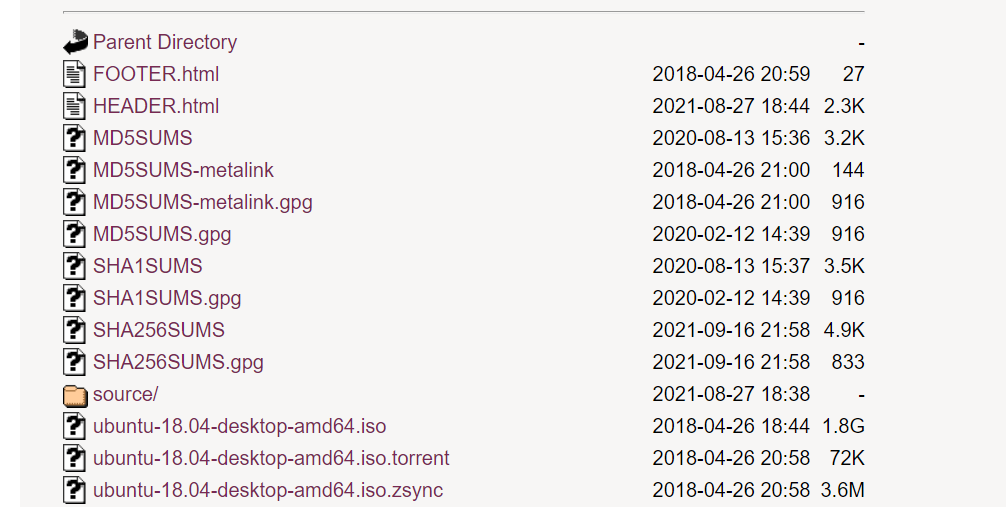 Parent Directory -
FOOTER.html 2018-04-26 20:59 27
HEADER.html 2021-08-27 18:44 2.3K
MD5SUMS 2020-08-13 15:36 3.2K
MD5SUMS-metalink 2018-04-26 21:00 144
MD5SUMS-metalink.gpg 2018-04-26 21:00 916
MD5SUMS.gpg 2020-02-12 14:39 916
SHA1SUMS 2020-08-13 15:37 3.5K
SHA1SUMS.gpg 2020-02-12 14:39 916
SHA256SUMS 2021-09-16 21:58 4.9K
SHA256SUMS.gpg 2021-09-16 21:58 833
source/ 2021-08-27 18:38 -
ubuntu-18.04-desktop-amd64.iso 2018-04-26 18:44 1.8G
ubuntu-18.04-desktop-amd64.iso.torrent 2018-04-26 20:58 72K
ubuntu-18.04-desktop-amd64.iso.zsync 2018-04-26 20:58 3.6M